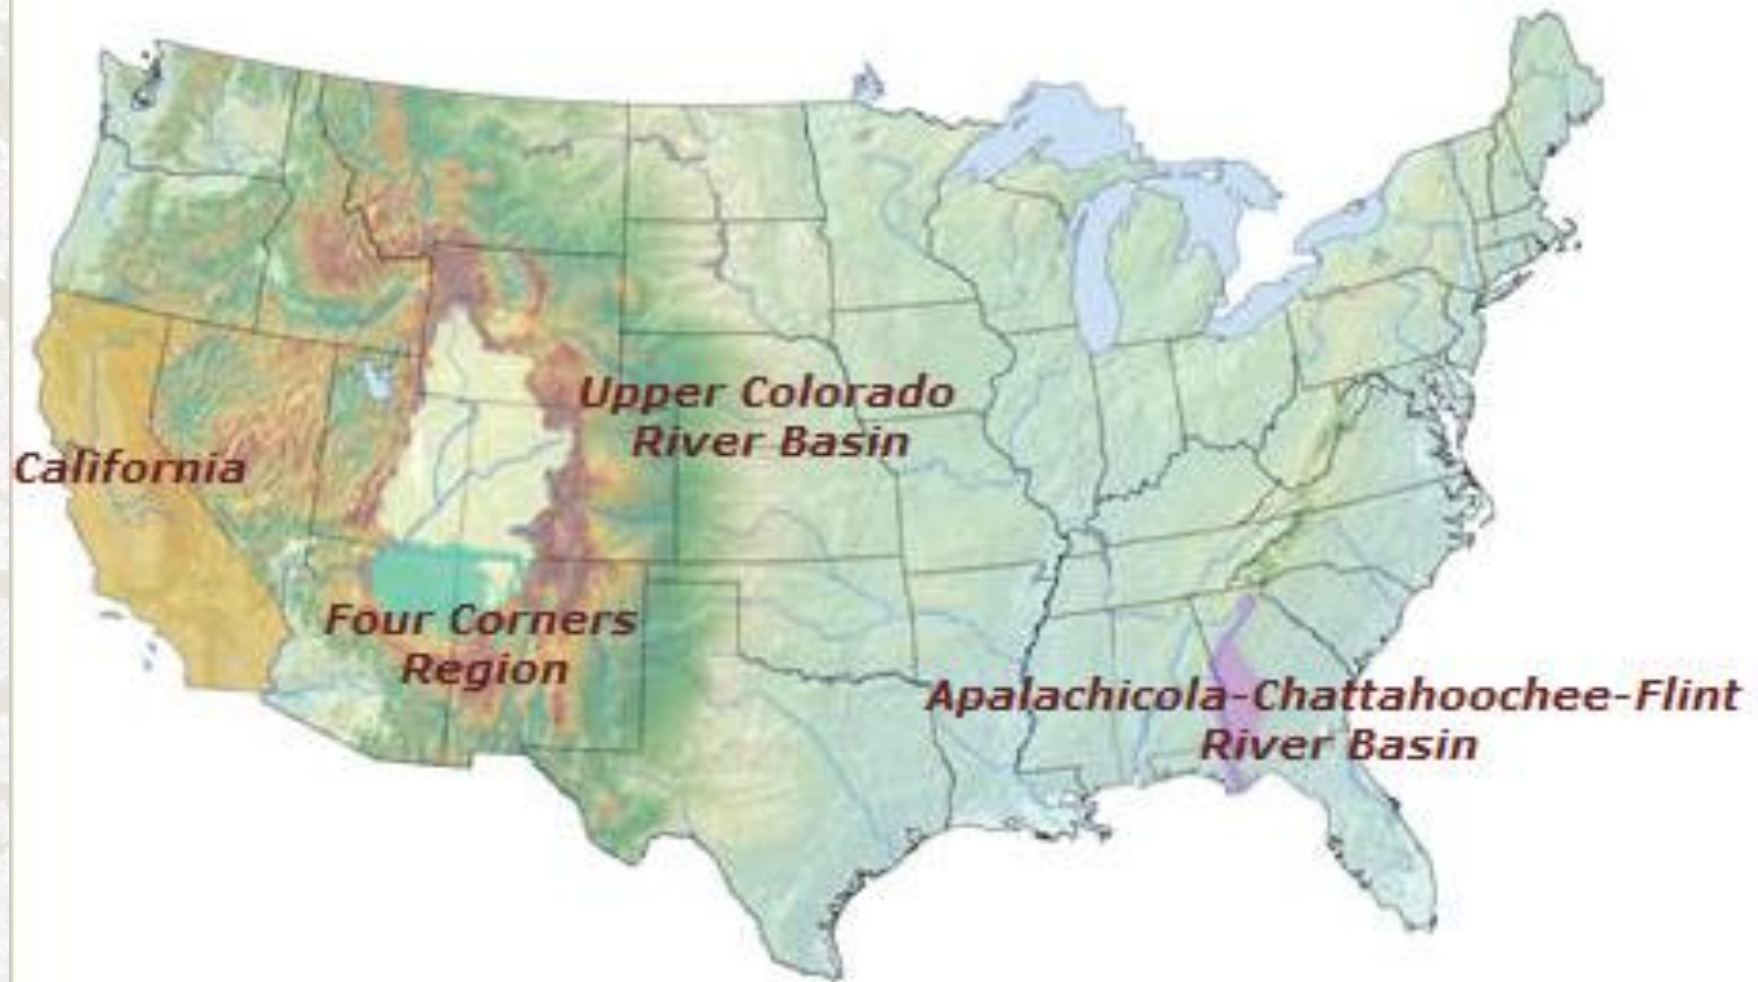 Upper Colorado
River Basin
California
Four Corners
Region
Apalachicola-Chattahoochee-Flint
River Basin